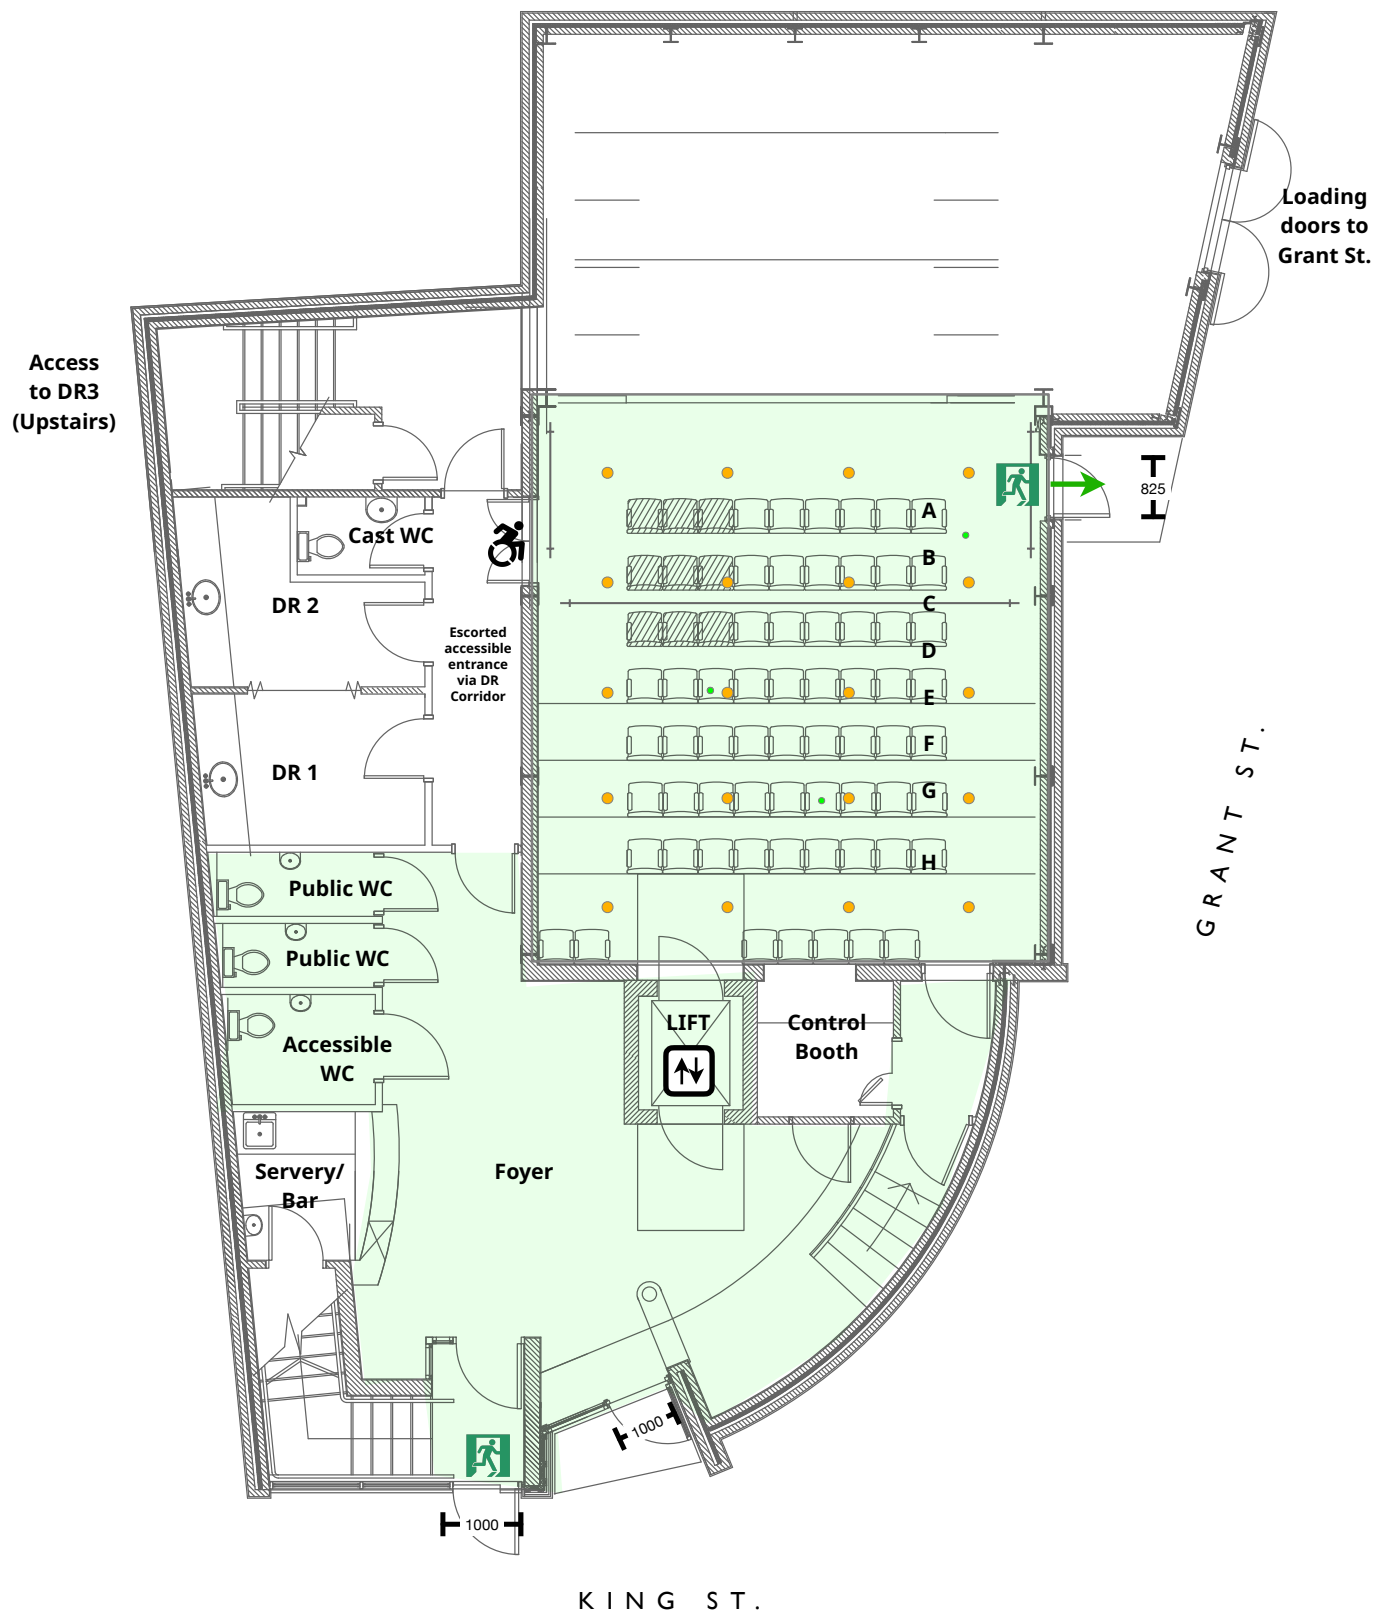 Loading
doors to
Grant St.
Access
to DR3
(Upstairs)
825
A
Cast WC
B
DR 2
C
Escorted
accessible
entrance
via DR
Corridor
D
E
F
DR 1
G
GRANT ST.
H
Public WC
Public WC
LIFT
Control
Booth
Accessible
WC
Servery/
Bar
Foyer
1000
1000
KING ST.